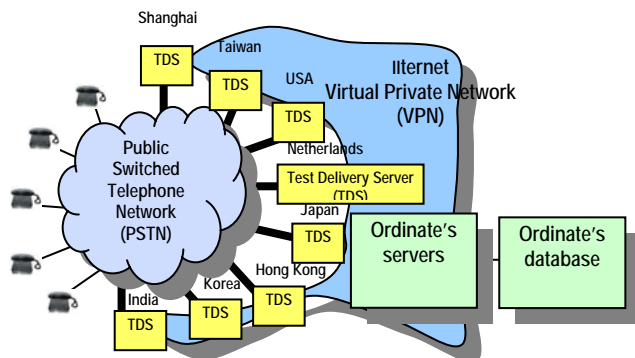 Shanghai
TDS
Taiwan
TDS
USA
TDS
IIternet
Virtual Private Network
(VPN)
Public
Switched
Telephone
Network
(PSTN)
Netherlands
Test Delivery Server
(TDS)
Japan
TDS
Ordinate's
servers
Ordinate's
database
Hong Kong
TDS
Korea
TDS
India
TDS